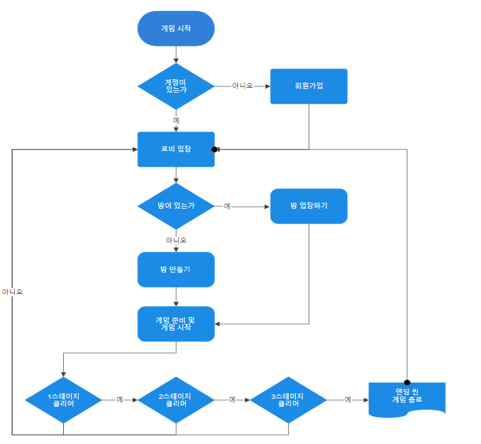 게임 시작
계정이
있는가
아니오
회원가입
예
로비 입장
방이 있는가
예
방 입장하기
아니오
방 만들기
게임 준비 및
게임 시작
아니오
1스테이지
클리어
예
2스테이지
클리어
예
3스테이지
클리어
예
엔딩 씬
게임 종료